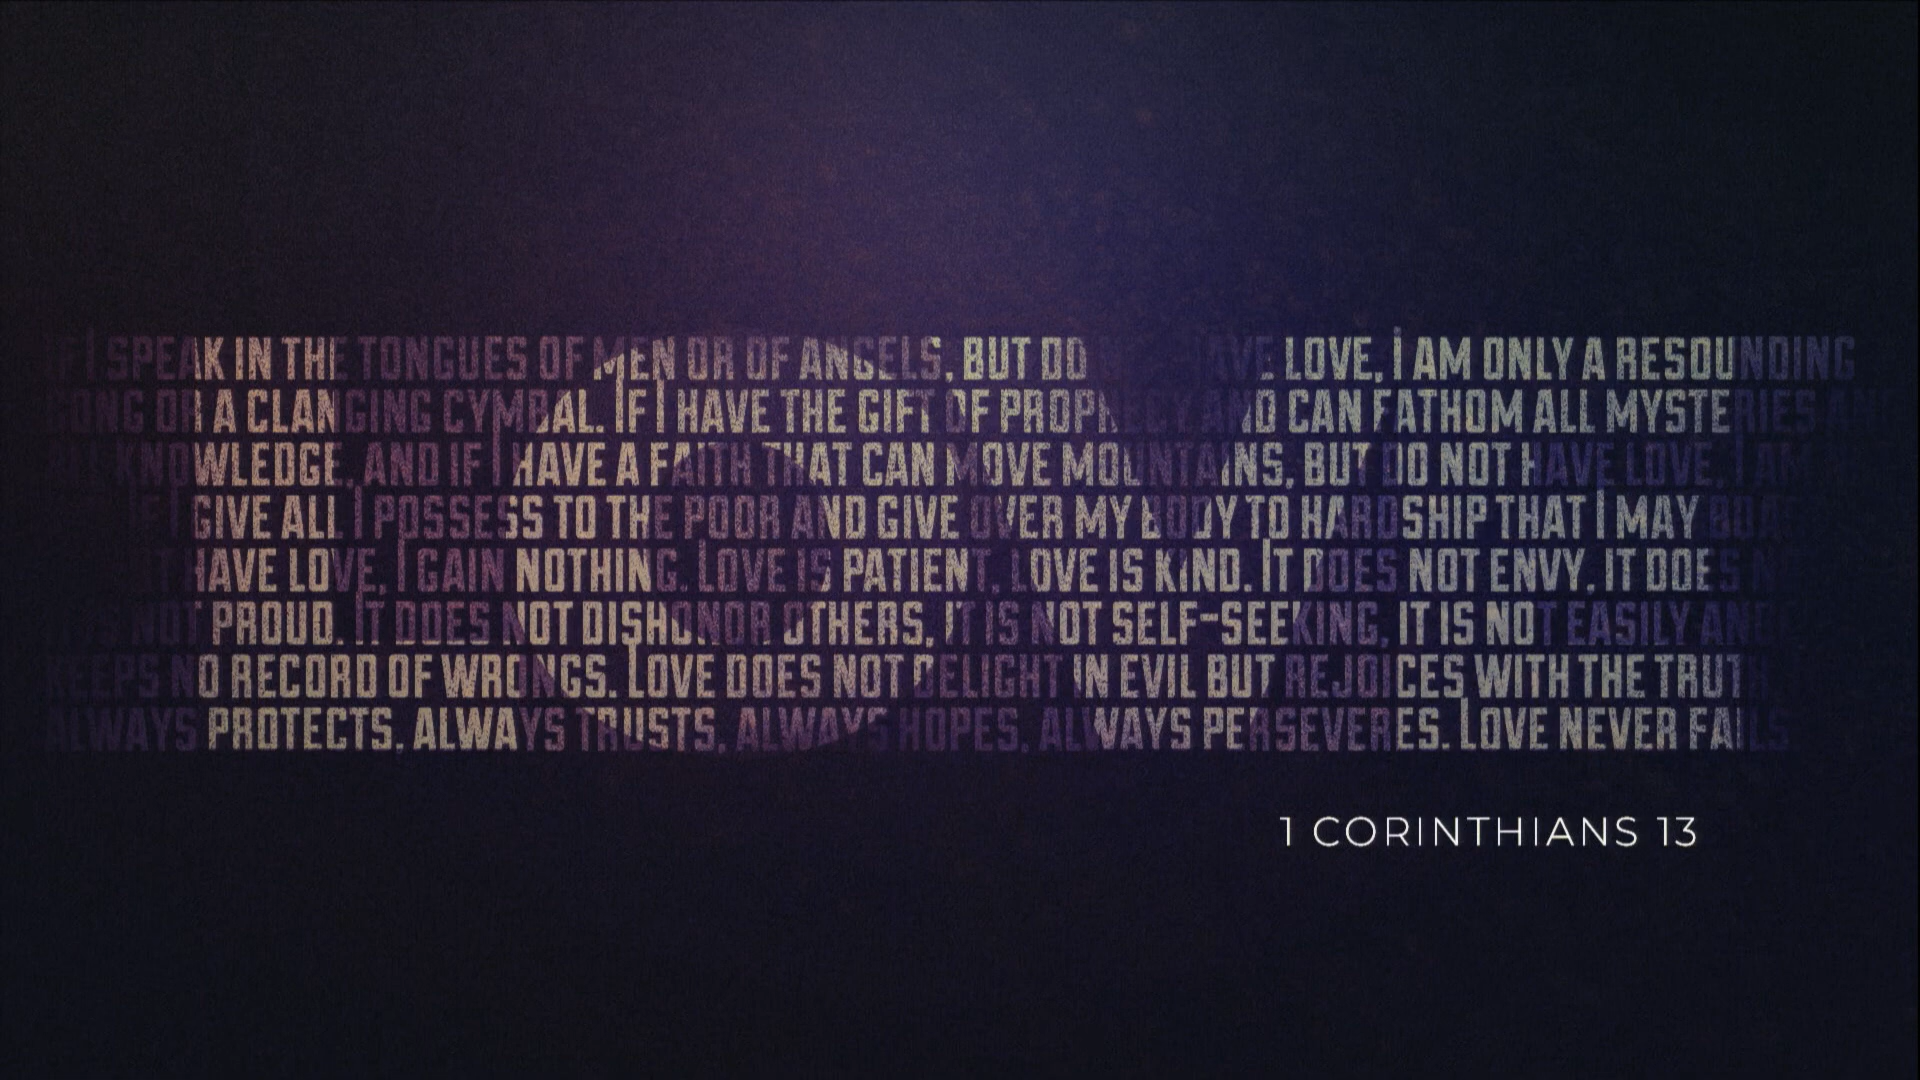 IF I SPEAK IN THE TONGUES OF MEN OR OF ANGELS, BUT DO HAVE LOVE, I AM ONLY A RESOUNDING
GONG OR A CLANGING CYMBAL. IF I HAVE THE GIFT OF PROPHECY AND CAN FATHOM ALL MYSTERIES AND
KNOWLEDGE, AND IF I HAVE A FAITH THAT CAN MOVE MOUNTAINS, BUT DO NOT HAVE LOVE, I AM
IF I GIVE ALL I POSSESS TO THE POOR AND GIVE OVER MY BODY TO HARDSHIP THAT I MAY
HAVE LOVE, I GAIN NOTHING. LOVE IS PATIENT, LOVE IS KIND. IT DOES NOT ENVY. IT DOES
IS NOT PROUD. IT DOES NOT DISHONOR OTHERS, IT IS NOT SELF-SEEKING, IT IS NOT EASILY
KEEPS NO RECORD OF WRONGS. LOVE DOES NOT DELIGHT IN EVIL BUT REJOICES WITH THE TRUTH
ALWAYS PROTECTS, ALWAYS TRUSTS, ALWAYS HOPES, ALWAYS PERSEVERES. LOVE NEVER FAILS.
1 CORINTHIANS 13